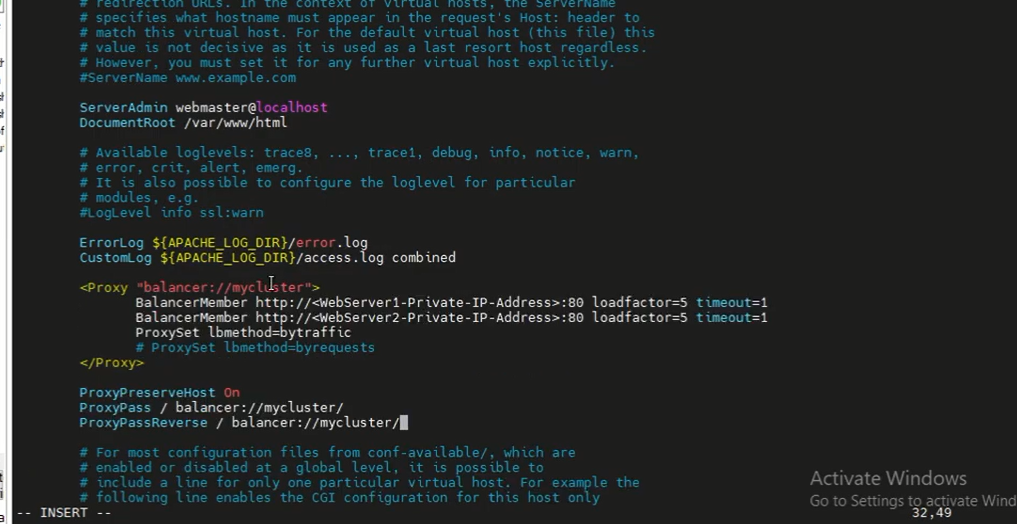 # redirection URLs. In the context of virtual hosts, the ServerName
# specifies what hostname must appear in the request's Host: header to
# match this virtual host. For the default virtual host (this file) this
# value is not decisive as it is used as a last resort host regardless.
# However, you must set it for any further virtual host explicitly.
#ServerName www.example.com
ServerAdmin webmaster@localhost
DocumentRoot /var/www/html
# Available loglevels: trace8, ..., trace1, debug, info, notice, warn,
# error, crit, alert, emerg.
# It is also possible to configure the loglevel for particular
# modules, e.g.
#LogLevel info ssl:warn
ErrorLog ${APACHE_LOG_DIR}/error.log
CustomLog ${APACHE_LOG_DIR}/access.log combined
<Proxy "balancer://mycluster">
BalancerMember http://<WebServer1-Private-IP-Address>:80 loadfactor=5 timeout=1
BalancerMember http://<WebServer2-Private-IP-Address>:80 loadfactor=5 timeout=1
ProxySet lbmethod=bytraffic
# ProxySet lbmethod=byrequests
</Proxy>
ProxyPreserveHost On
ProxyPass / balancer://mycluster/
ProxyPassReverse / balancer://mycluster/
# For most configuration files from conf-available/, which are
# enabled or disabled at a global level, it is possible to
# include a line for only one particular virtual host. For example the
# following line enables the CGI configuration for this host only
-- INSERT --
32,49
Activate Windows
Go to Settings to activate Win